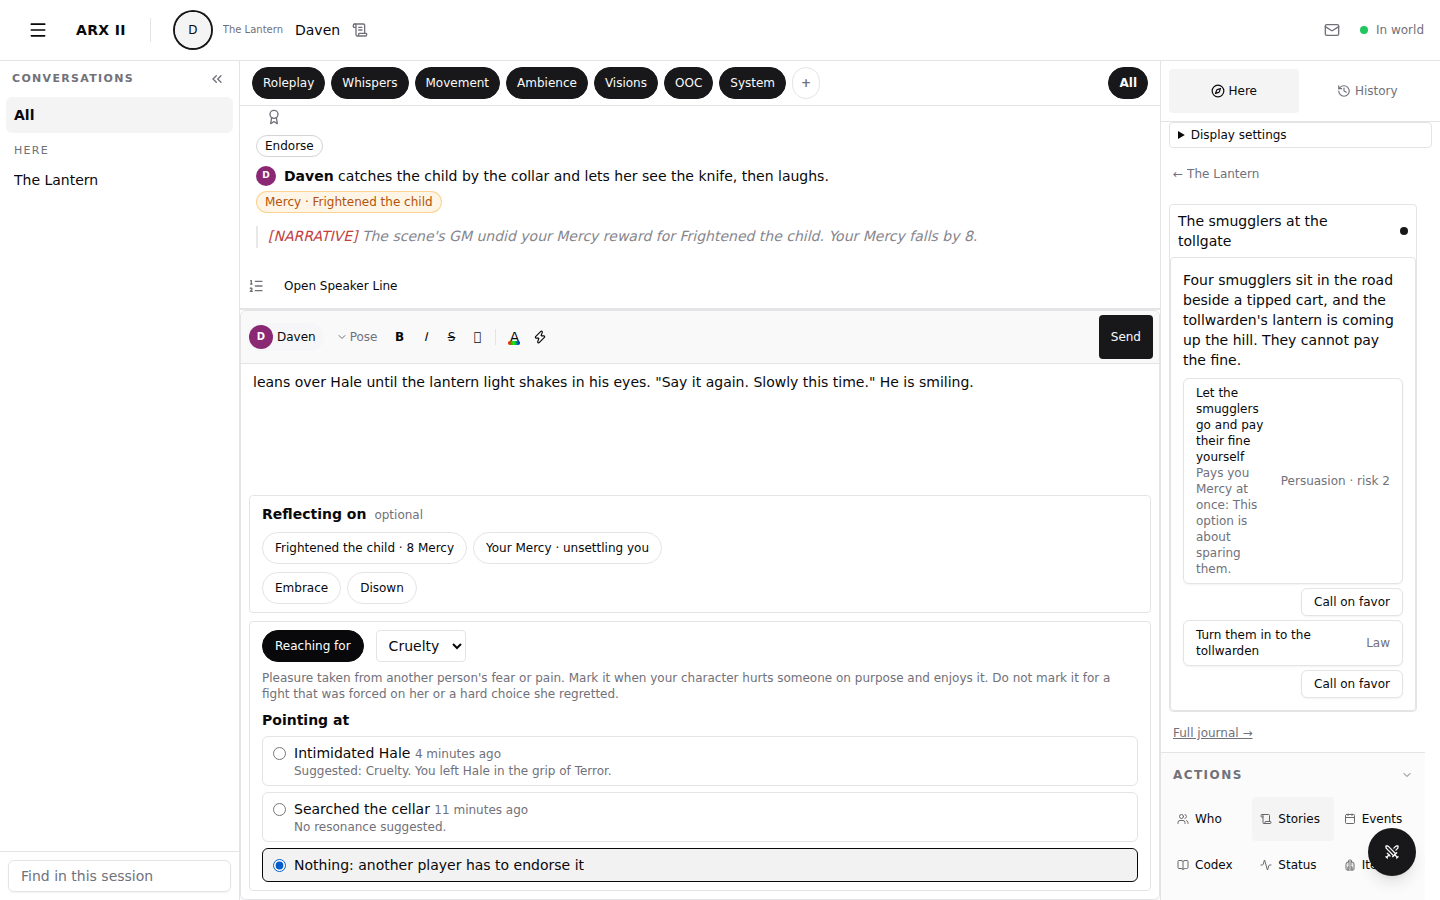 ARX II
D
The Lantern
Daven
In world
CONVERSATIONS
All
HERE
The Lantern
Find in this session
Roleplay
Whispers
Movement
Ambience
Visions
OOC
System
+
All
Endorse
D
Daven catches the child by the collar and lets her see the knife, then laughs.
Mercy · Frightened the child
[NARRATIVE] The scene's GM undid your Mercy reward for Frightened the child. Your Mercy falls by 8.
Open Speaker Line
D
Daven
Pose
B
I
S
A
Send
leans over Hale until the lantern light shakes in his eyes. "Say it again. Slowly this time." He is smiling.
Reflecting on optional
Frightened the child · 8 Mercy
Your Mercy · unsettling you
Embrace
Disown
Reaching for
Cruelty
Pleasure taken from another person's fear or pain. Mark it when your character hurts someone on purpose and enjoys it. Do not mark it for a
fight that was forced on her or a hard choice she regretted.
Pointing at
Intimidated Hale 4 minutes ago
Suggested: Cruelty. You left Hale in the grip of Terror.
Searched the cellar 11 minutes ago
No resonance suggested.
Nothing: another player has to endorse it
Here
History
Display settings
← The Lantern
The smugglers at the
tollgate
Four smugglers sit in the road
beside a tipped cart, and the
tollwarden's lantern is coming
up the hill. They cannot pay
the fine.
Let the
smugglers
go and pay
their fine
yourself
Pays you
Mercy at
once: This
option is
about
sparing
them.
Persuasion · risk 2
Call on favor
Turn them in to the
tollwarden
Law
Call on favor
Full journal →
ACTIONS
Who
Stories
Events
Codex
Status